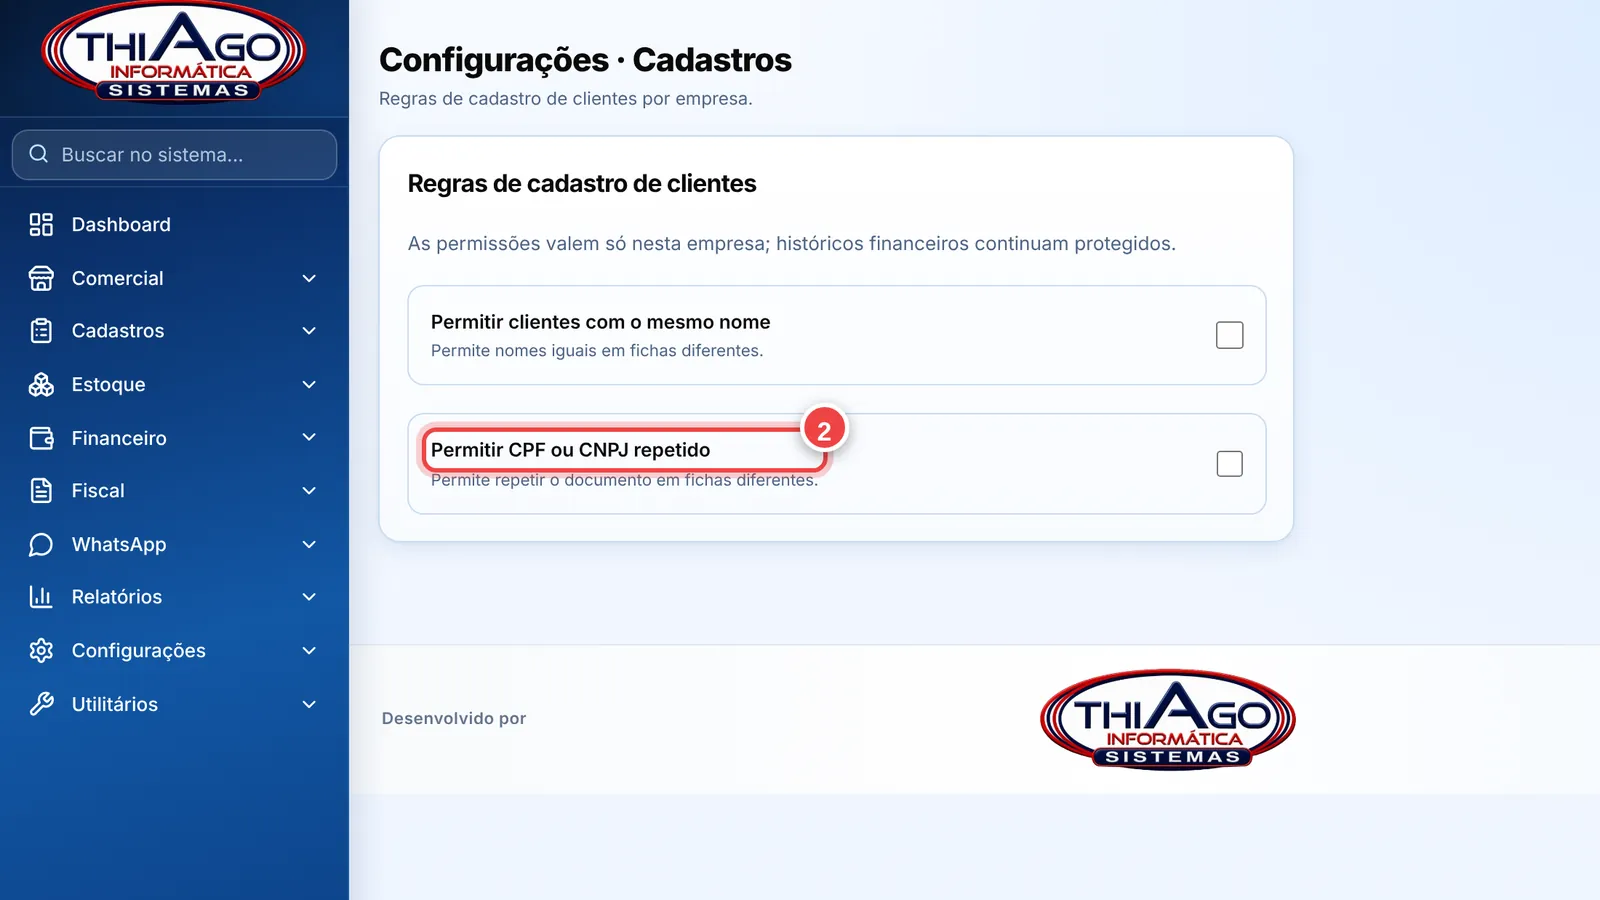 THIAGO
INFORMÁTICA
SISTEMAS
Buscar no sistema...
Dashboard
Comercial
Cadastros
Estoque
Financeiro
Fiscal
WhatsApp
Relatórios
Configurações
Utilitários
Configurações · Cadastros
Regras de cadastro de clientes por empresa.
Regras de cadastro de clientes
As permissões valem só nesta empresa; históricos financeiros continuam protegidos.
Permitir clientes com o mesmo nome
Permite nomes iguais em fichas diferentes.
2
Permitir CPF ou CNPJ repetido
Permite repetir o documento em fichas diferentes.
Desenvolvido por
THIAGO
INFORMÁTICA
SISTEMAS